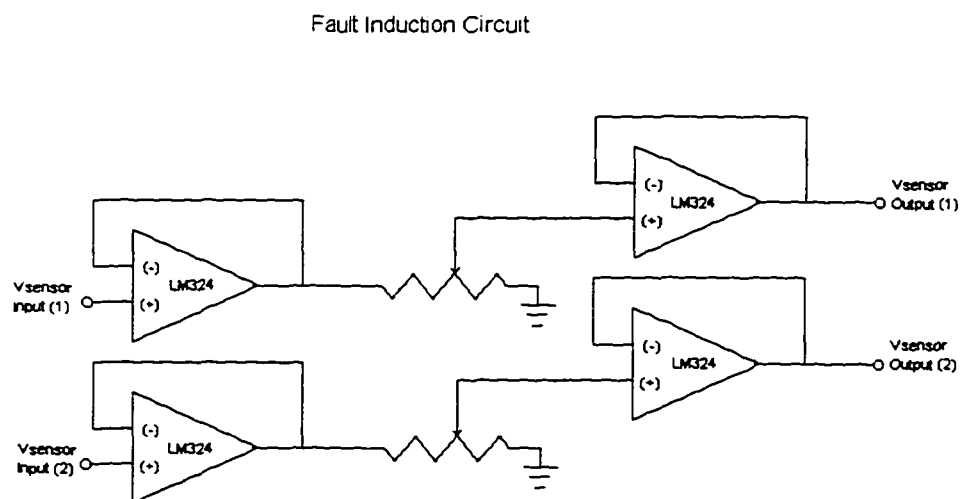 Fault Induction Circuit
(-)
LM324
(+)
Vsensor
Output (1)
(-)
LM324
(+)
Vsensor
Input (1)
(-)
LM324
(+)
Vsensor
Output (2)
(-)
LM324
(+)
Vsensor
Input (2)